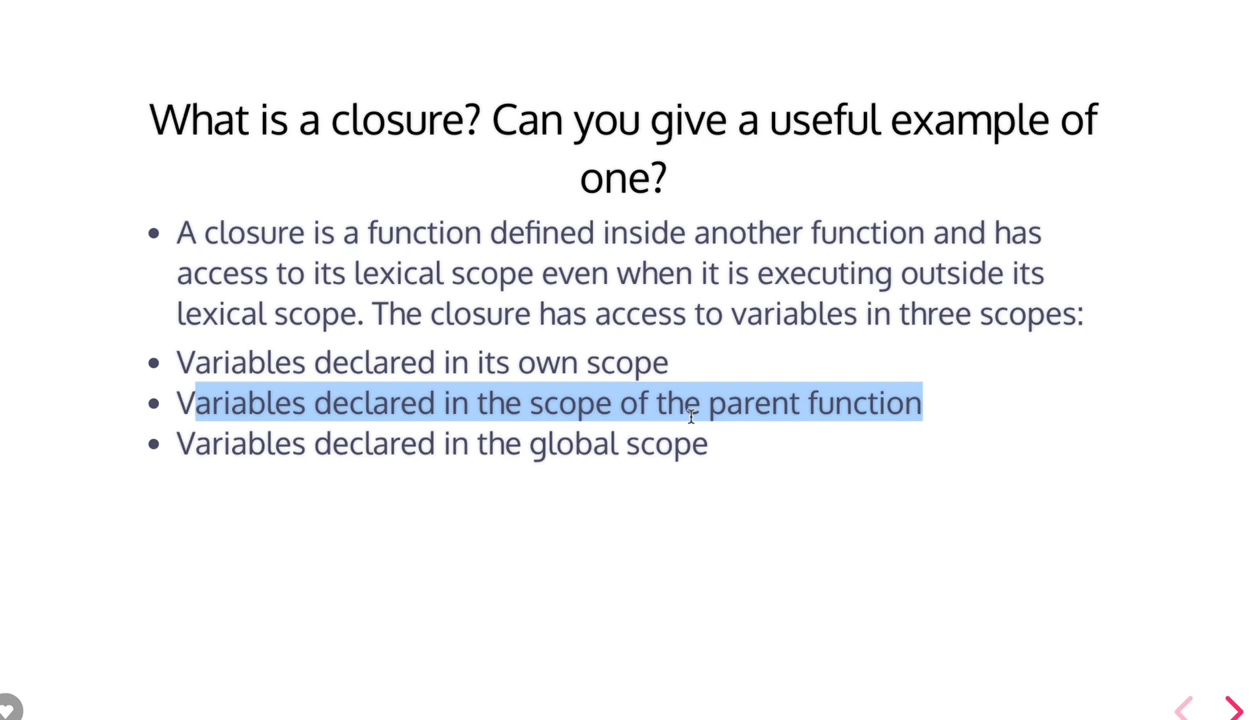 What is a closure? Can you give a useful example of
one?
• A closure is a function defined inside another function and has
access to its lexical scope even when it is executing outside its
lexical scope. The closure has access to variables in three scopes:
• Variables declared in its own scope
• Variables declared in the scope of the parent function
• Variables declared in the global scope